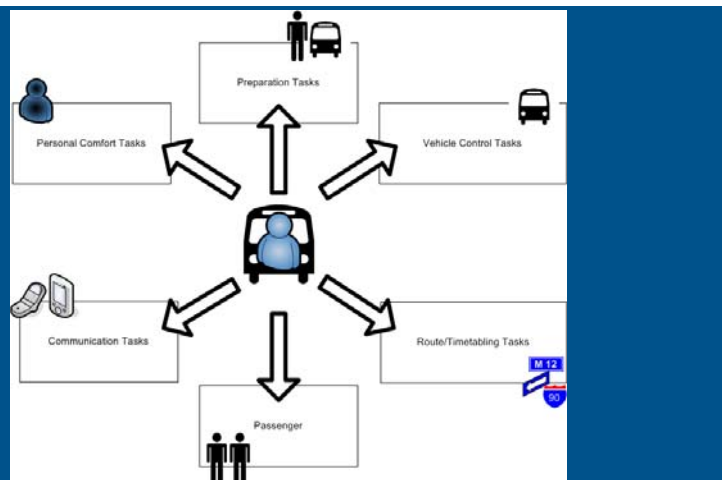 Preparation Tasks
Personal Comfort Tasks
Vehicle Control Tasks
Communication Tasks
Route/Timetabling Tasks
M 12
90
Passenger